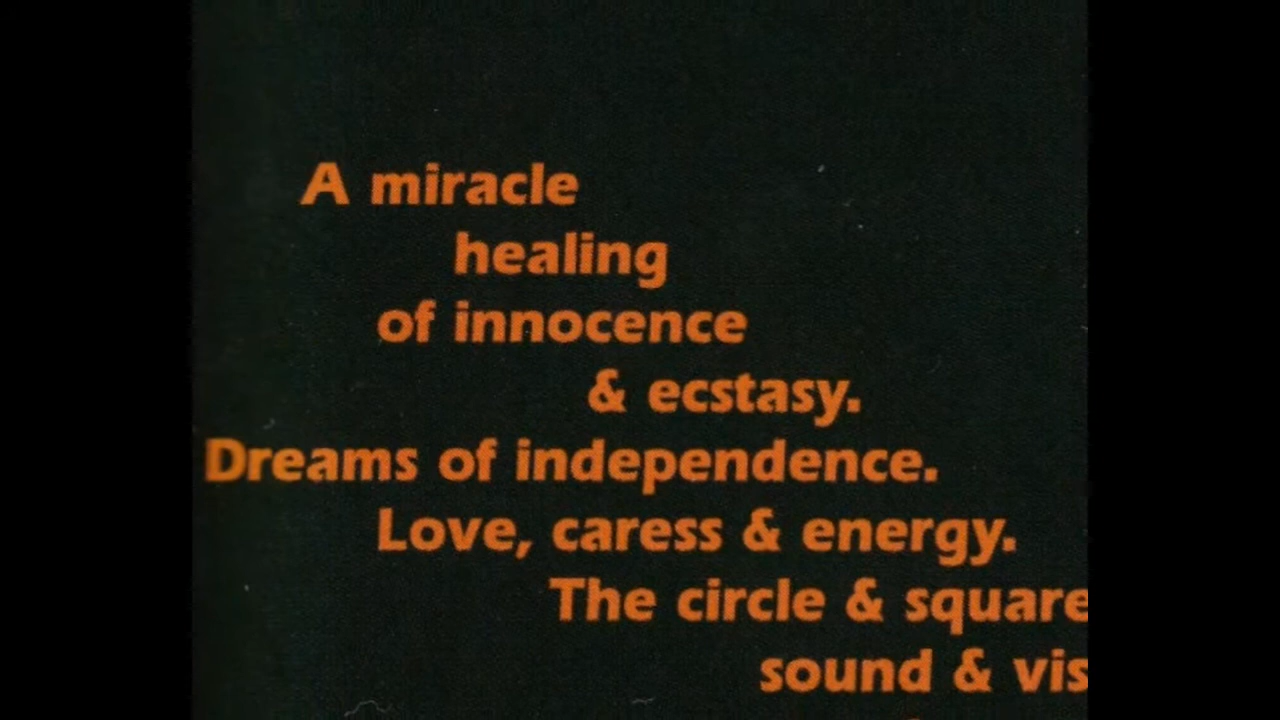 A miracle
healing
of innocence
& ecstasy.
Dreams of independence.
Love, caress & energy.
The circle & square
sound &